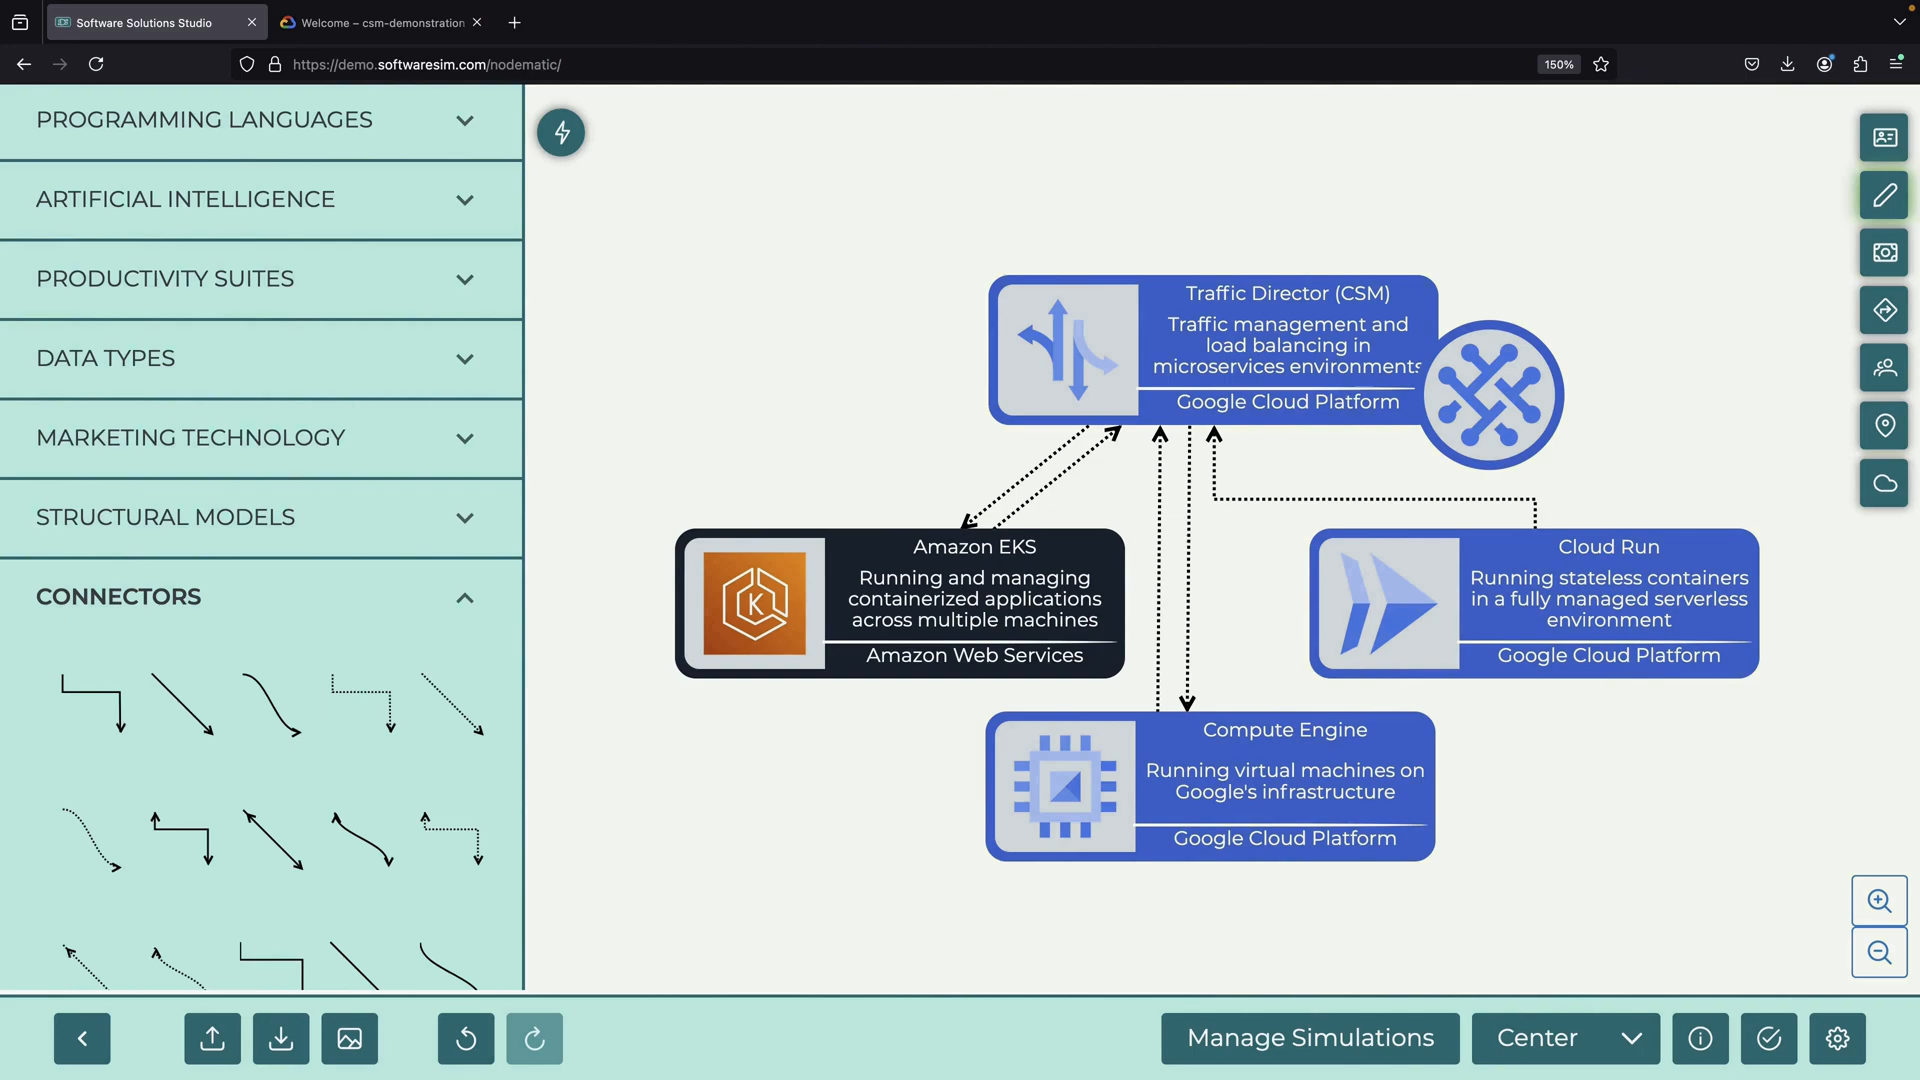 Software Solutions Studio
Welcome – csm-demonstration
https://demo.softwaresim.com/nodematic/
150%
PROGRAMMING LANGUAGES
ARTIFICIAL INTELLIGENCE
PRODUCTIVITY SUITES
DATA TYPES
MARKETING TECHNOLOGY
STRUCTURAL MODELS
CONNECTORS
Traffic Director (CSM)
Traffic management and
load balancing in
microservices environments
Google Cloud Platform
Amazon EKS
Running and managing
containerized applications
across multiple machines
Amazon Web Services
K
Cloud Run
Running stateless containers
in a fully managed serverless
environment
Google Cloud Platform
Compute Engine
Running virtual machines on
Google's infrastructure
Google Cloud Platform
Manage Simulations
Center